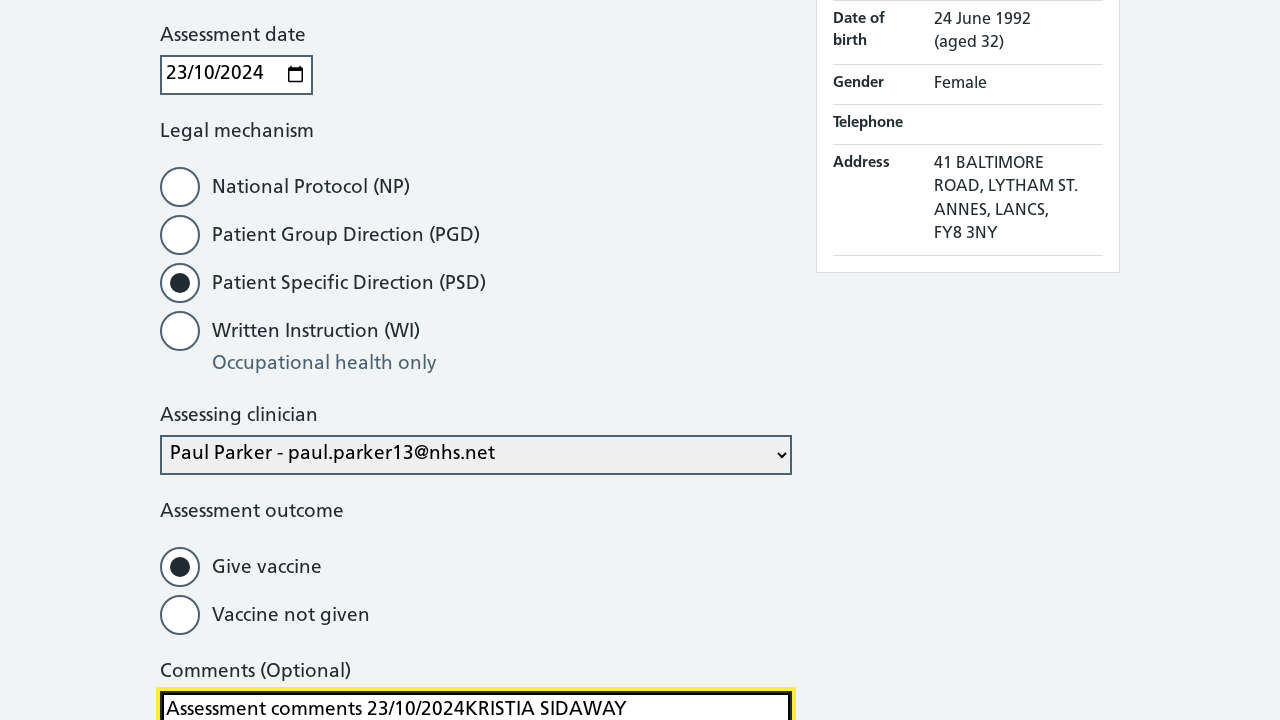 Assessment date
23/10/2024
Legal mechanism
National Protocol (NP)
Patient Group Direction (PGD)
Patient Specific Direction (PSD)
Written Instruction (WI)
Occupational health only
Assessing clinician
Paul Parker - paul.parker13@nhs.net
Assessment outcome
Give vaccine
Vaccine not given
Comments (Optional)
Assessment comments 23/10/2024KRISTIA SIDAWAY
Date of birth 24 June 1992
(aged 32)
Gender Female
Telephone
Address 41 BALTIMORE
ROAD, LYTHAM ST.
ANNES, LANCS,
FY8 3NY